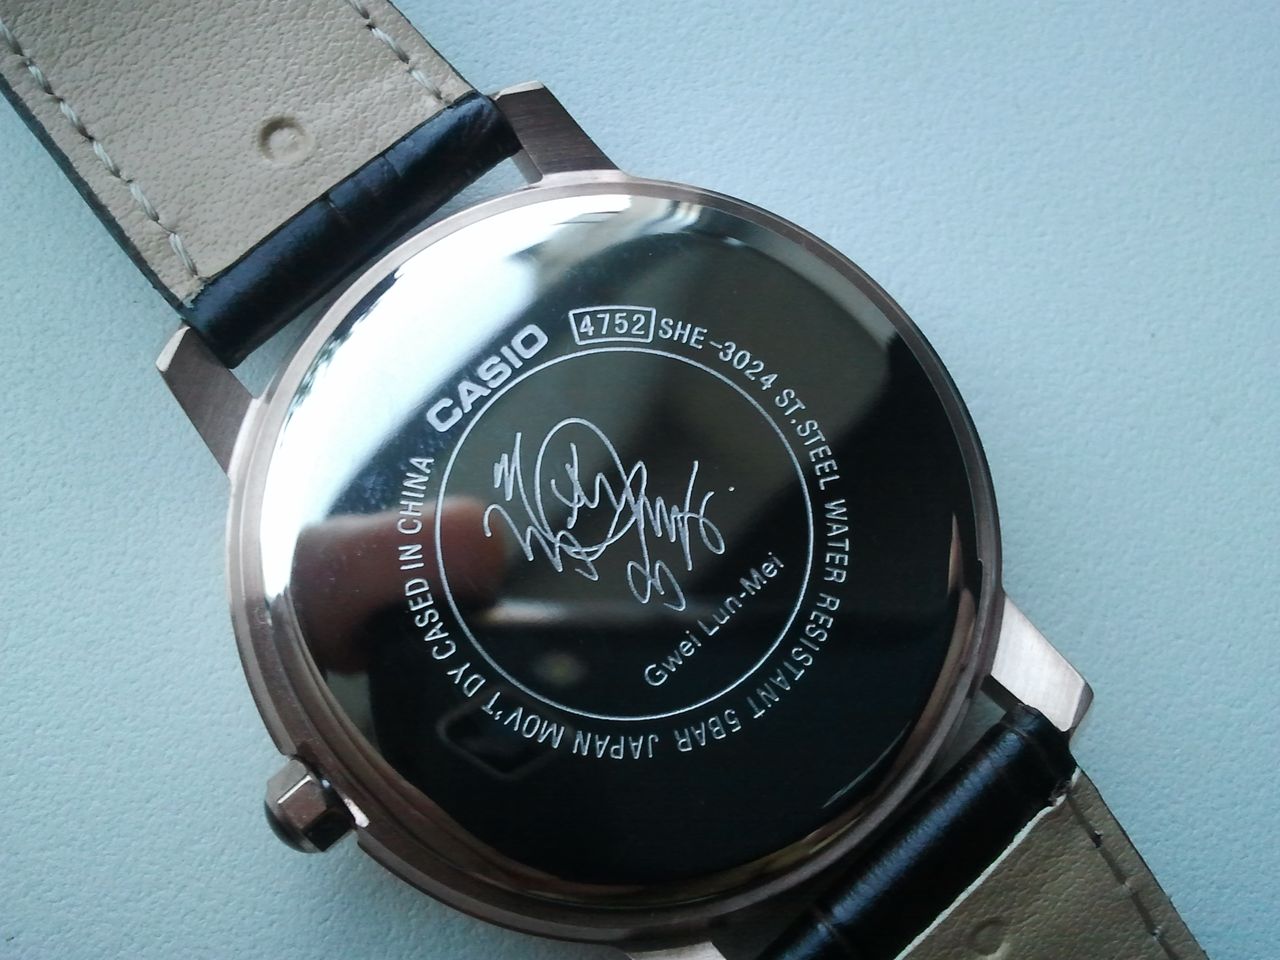 CASIO 4752 SHE-3024 ST.STEEL WATER RESISTANT 5BAR JAPAN MOV'T DY CASED IN CHINA
Gwei Lun-Mei